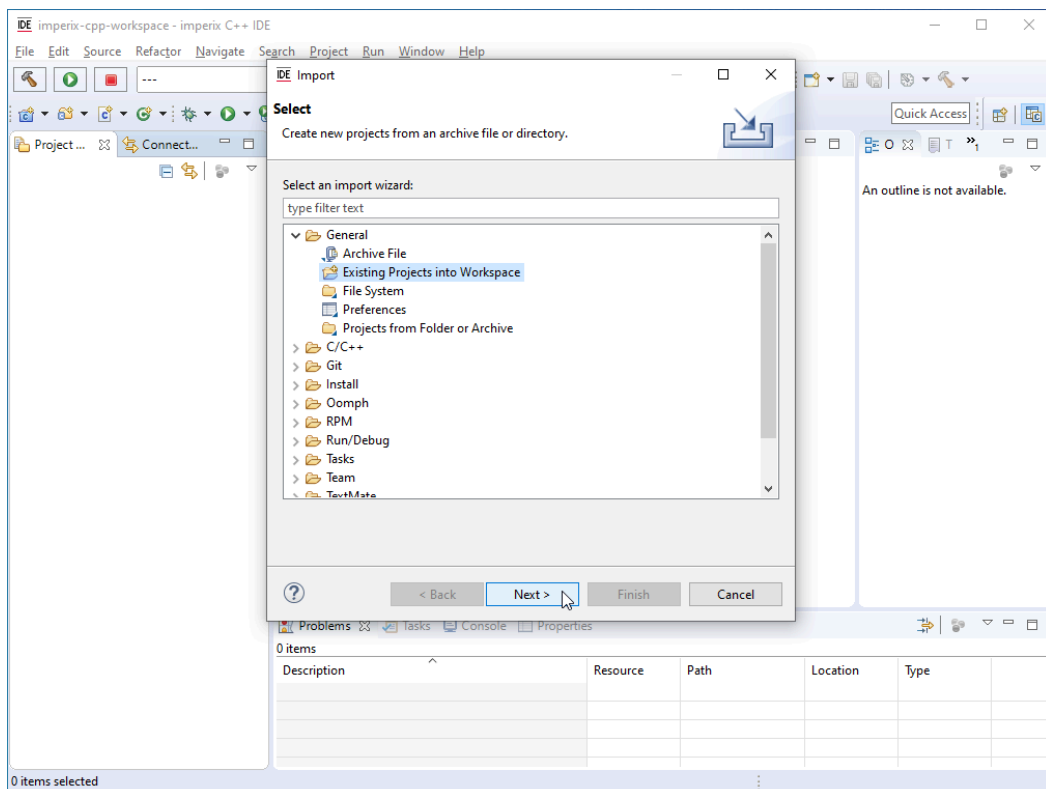 IDE imperix-cpp-workspace - imperix C++ IDE
File Edit Source Refactor Navigate Search Project Run Window Help
---
Quick Access
Project ...
Connect...
O
T
»1
An outline is not available.
IDE Import
Select
Create new projects from an archive file or directory.
Select an import wizard:
type filter text
General
Archive File
Existing Projects into Workspace
File System
Preferences
Projects from Folder or Archive
C/C++
Git
Install
Oomph
RPM
Run/Debug
Tasks
Team
TextMate
?
< Back Next > Finish Cancel
Problems Tasks Console Properties
0 items
Description Resource Path Location Type
0 items selected